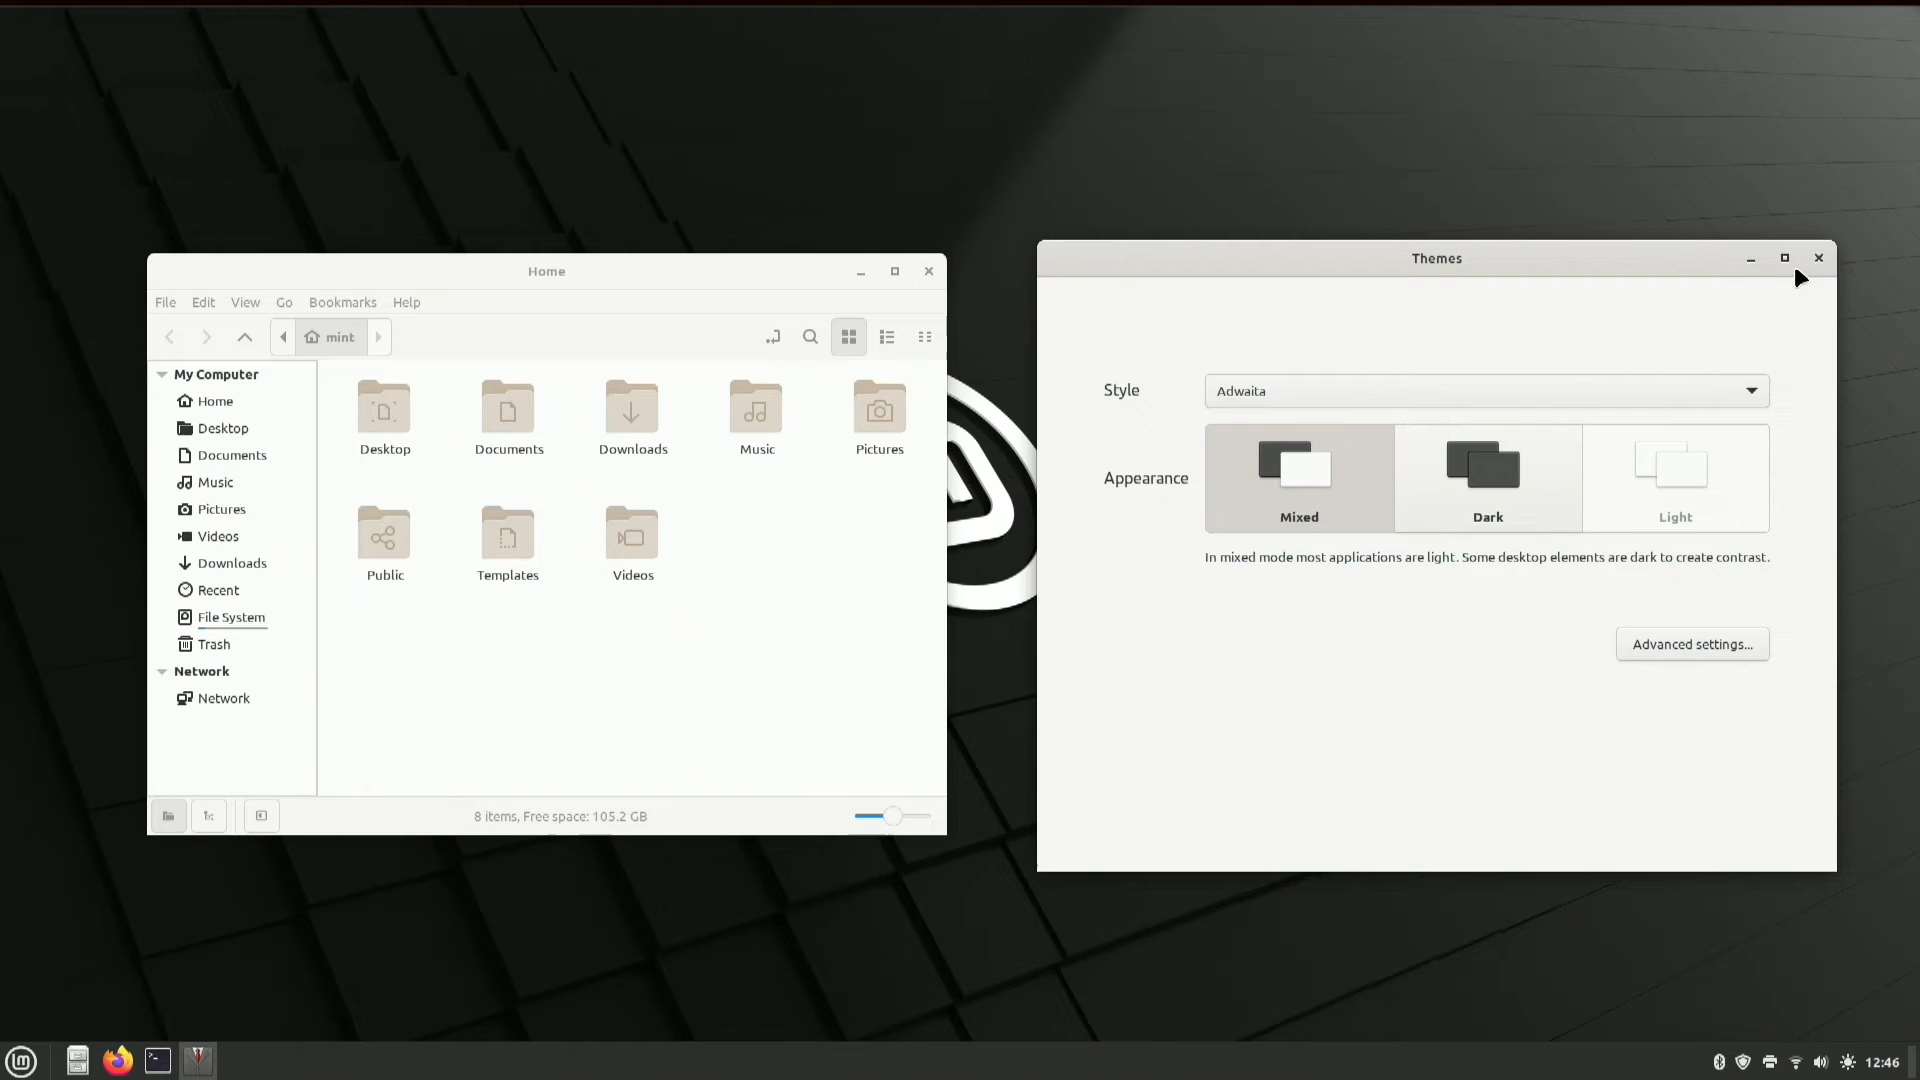 Home
File Edit View Go Bookmarks Help
mint
My Computer
Home
Desktop
Documents
Music
Pictures
Videos
Downloads
Recent
File System
Trash
Network
Network
Desktop Documents Downloads Music Pictures
Public Templates Videos
8 items, Free space: 105.2 GB
Themes
Style Adwaita
Appearance
Mixed Dark Light
In mixed mode most applications are light. Some desktop elements are dark to create contrast.
Advanced settings...
12:46